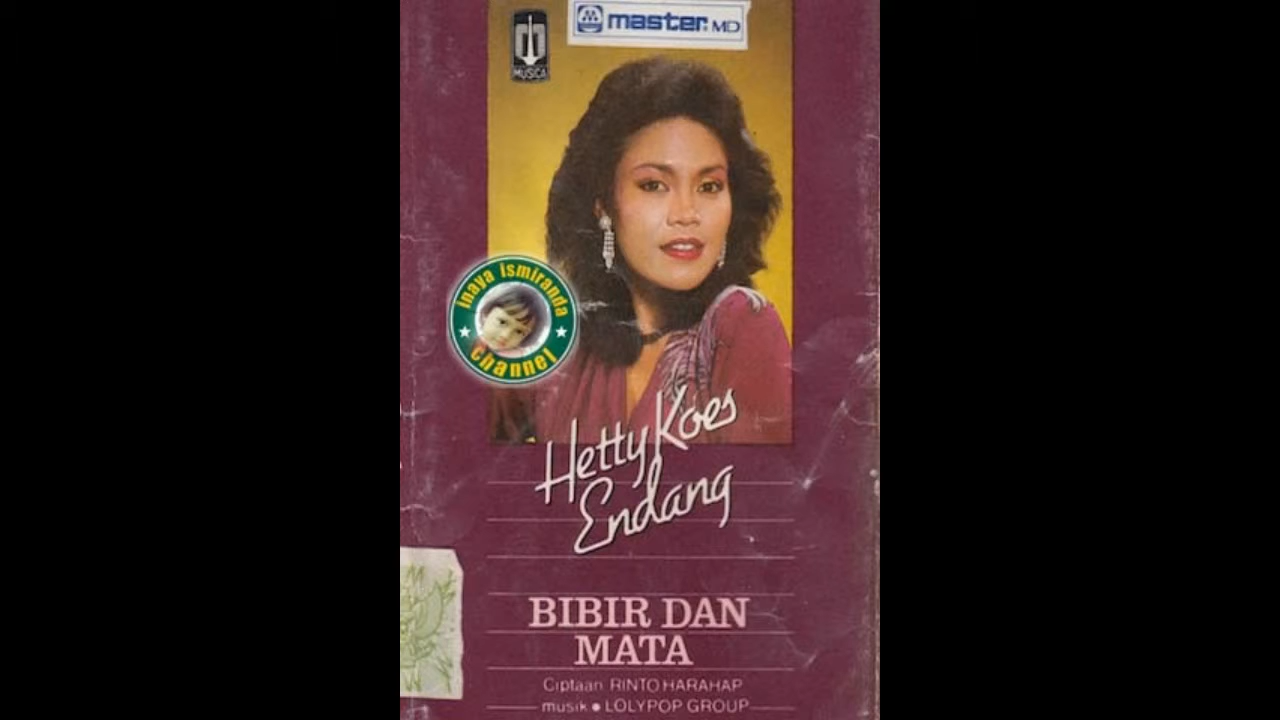 master. MD
MUSICA
inaya ismiranda
channel
Hetty Koes
Endang
BIBIR DAN
MATA
Ciptaan RINTO HARAHAP
musik ● LOLYPOP GROUP